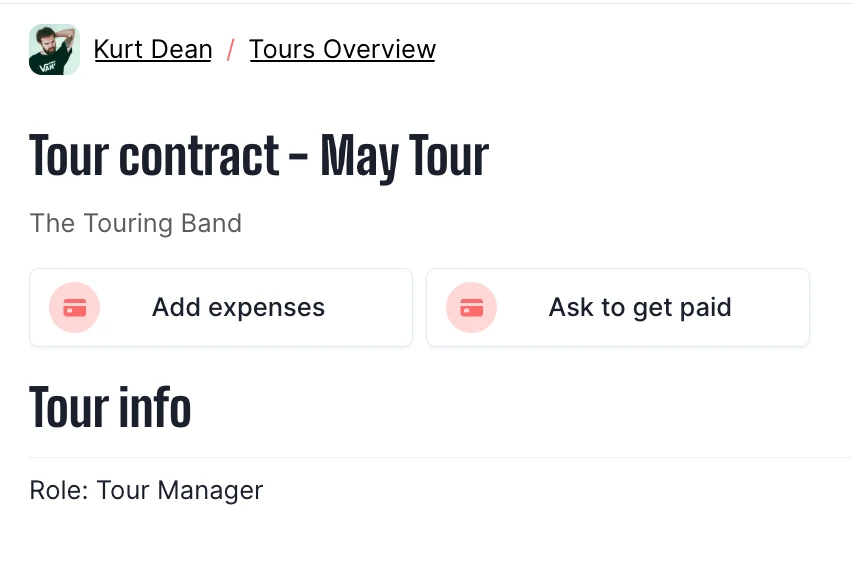 Kurt Dean / Tours Overview
Tour contract - May Tour
The Touring Band
Add expenses
Ask to get paid
Tour info
Role: Tour Manager